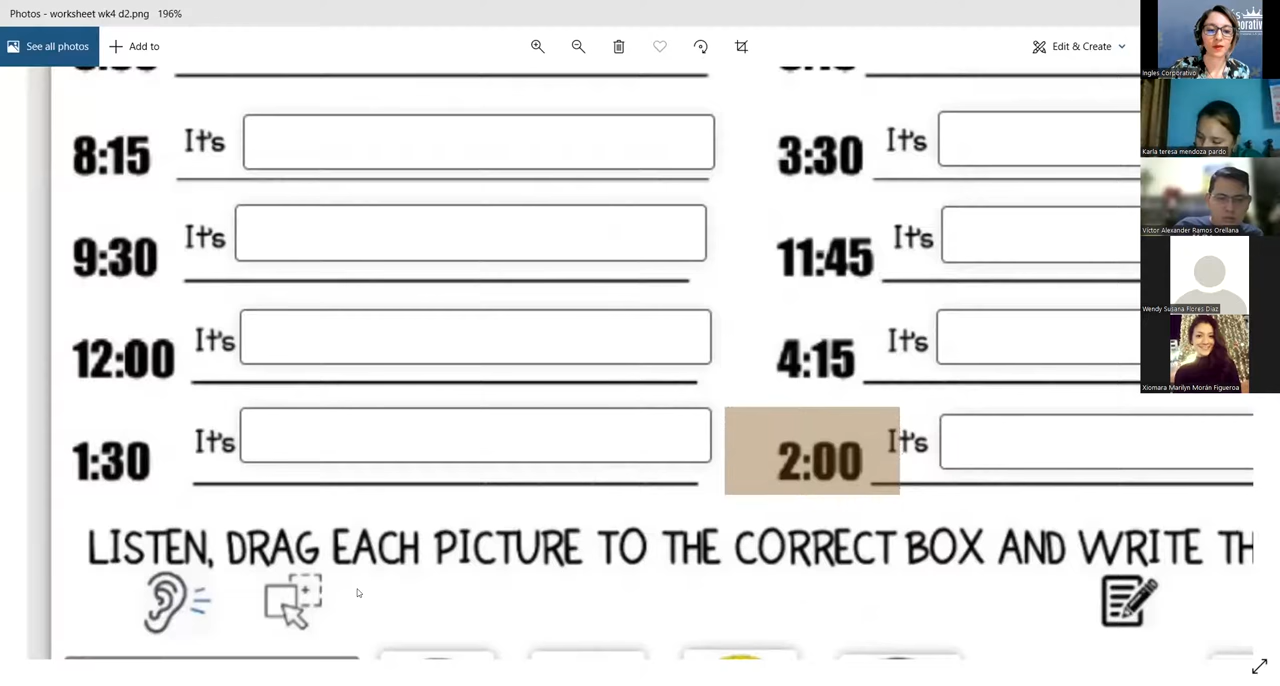 Photos - worksheet wk4 d2.png 196%
See all photos
Add to
Edit & Create
8:15 It's
3:30 It's
9:30 It's
11:45 It's
12:00 It's
4:15 It's
1:30 It's
2:00 It's
LISTEN, DRAG EACH PICTURE TO THE CORRECT BOX AND WRITE TH
Ingles Corporativo
Karla teresa mendoza pardo
Víctor Alexander Ramos Orellana
Wendy Susana Flores Diaz
Xiomara Marilyn Morán Figueroa